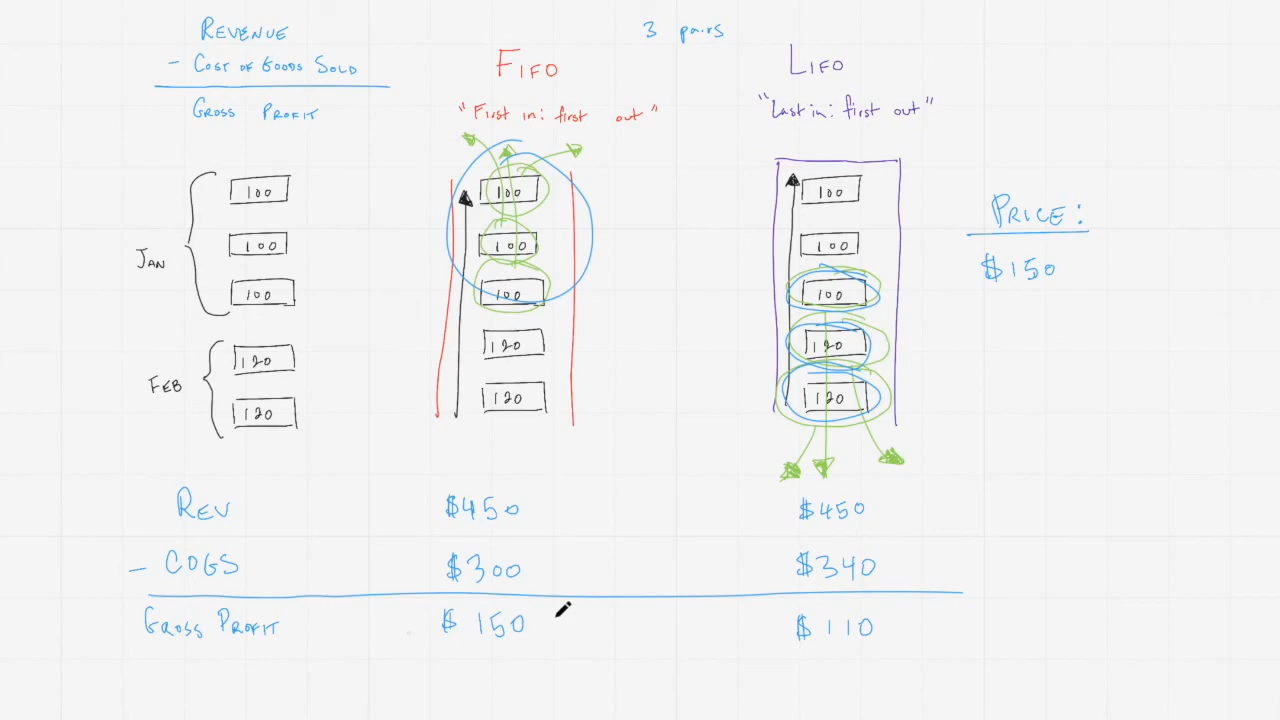 REVENUE
- COST OF GOODS SOLD
GROSS PROFIT
3 pairs
FIFO
"First in: first out"
LIFO
"Last in: first out"
JAN
100
100
100
FEB
120
120
100
100
100
120
120
100
100
100
120
120
PRICE:
$150
REV $450 $450
- COGS $300 $340
GROSS PROFIT $150 $110